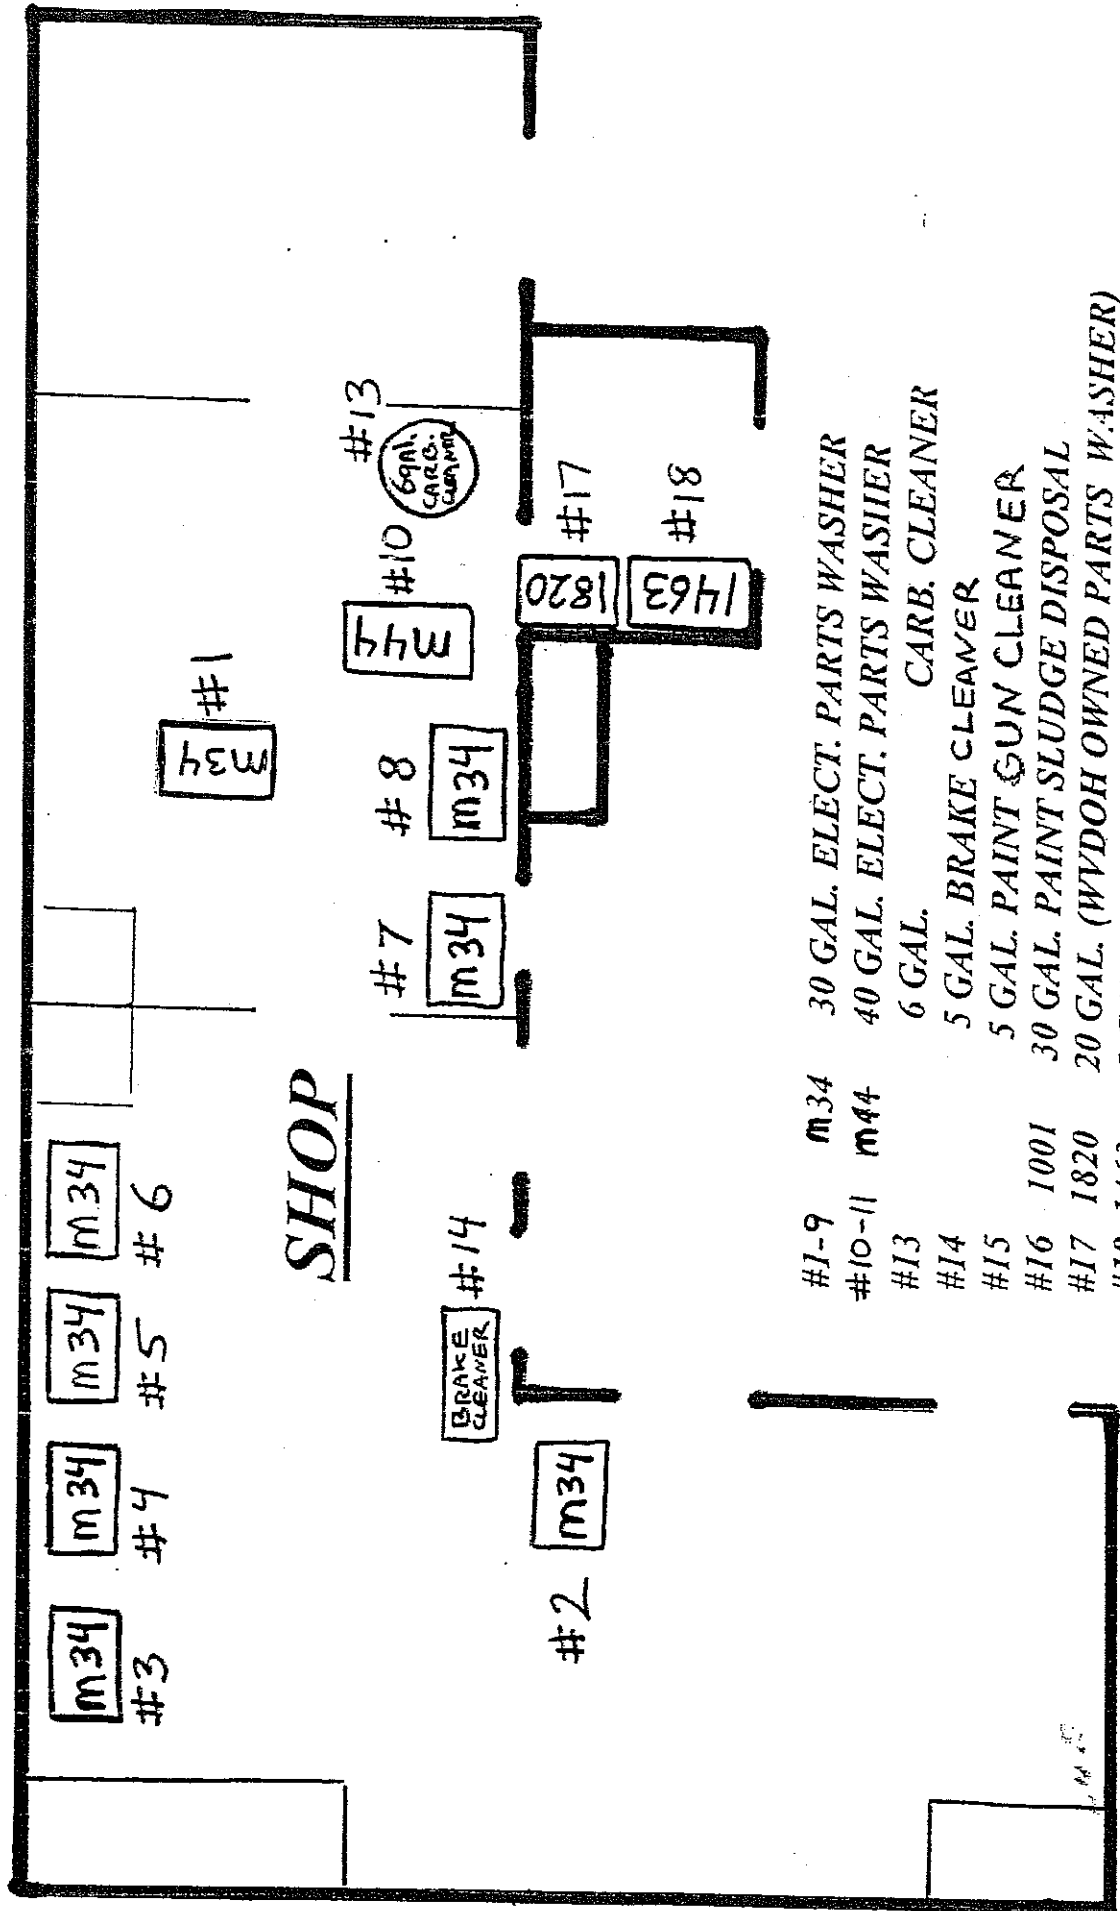 m34
#3
m34
#4
m34
#5
m34
#6
SHOP
m34
#1
#7
m34
#8
m34
m44
#10
#13
6 GAL.
CARB.
CLEANER
BRAKE
CLEANER
#14
#2
m34
1820
#17
1463
#18
#1-9 m34 30 GAL. ELECT. PARTS WASHER
#10-11 m44 40 GAL. ELECT. PARTS WASHER
#13 6 GAL. CARB. CLEANER
#14 5 GAL. BRAKE CLEAVER
#15 5 GAL. PAINT GUN CLEANER
#16 1001 30 GAL. PAINT SLUDGE DISPOSAL
#17 1820 20 GAL. (WVDOH OWNED PARTS WASHER)